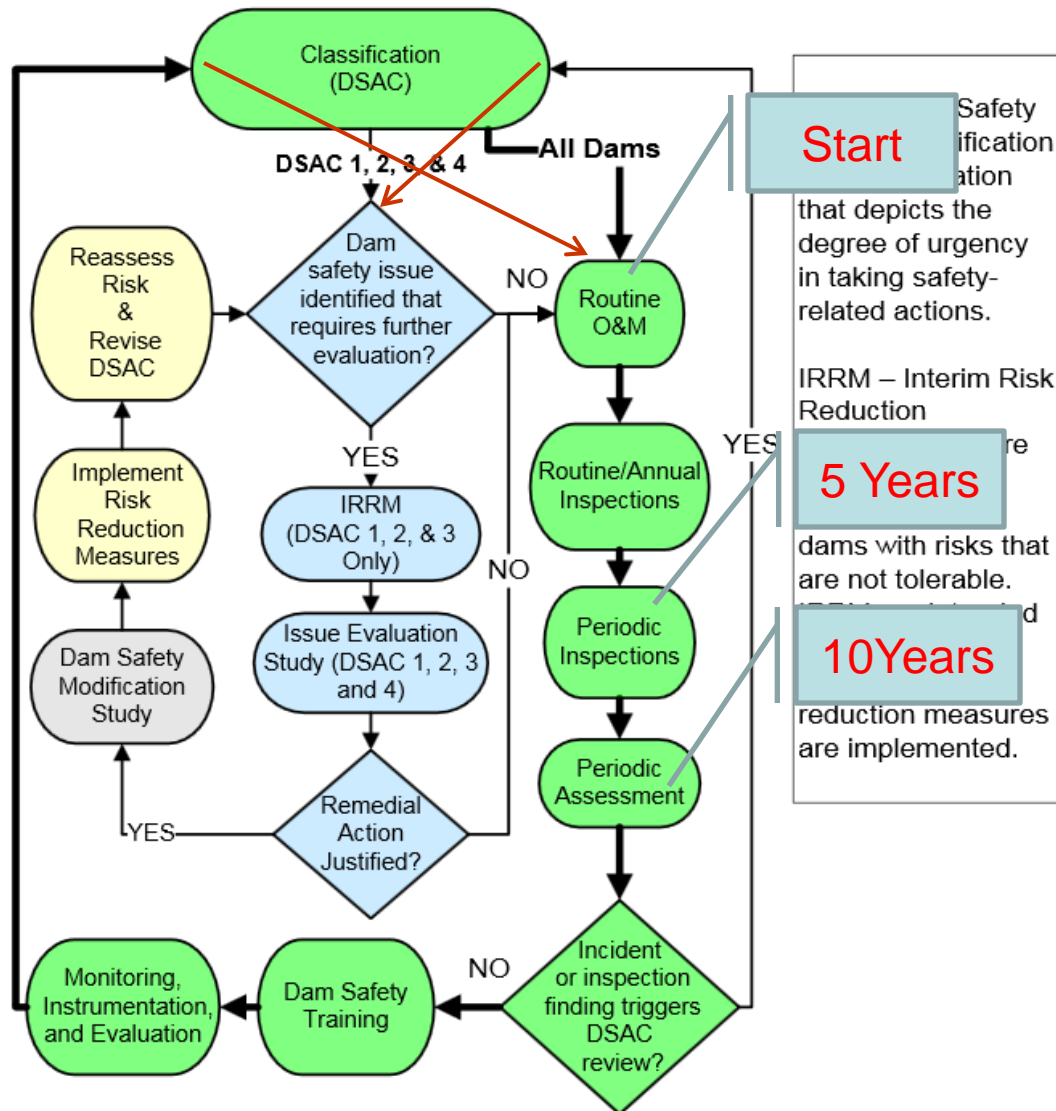 Classification
(DSAC)
DSAC 1, 2, 3, & 4
All Dams
Start
Dam
safety issue
identified that
requires further
evaluation?
NO
Routine
O&M
Reassess
Risk
&
Revise
DSAC
YES
IRRM
(DSAC 1, 2, & 3
Only)
NO
Routine/Annual
Inspections
YES
5 Years
Implement
Risk
Reduction
Measures
Issue Evaluation
Study (DSAC 1, 2, 3
and 4)
Periodic
Inspections
10Years
Dam Safety
Modification
Study
Periodic
Assessment
YES
Remedial
Action
Justified?
Incident
or inspection
finding triggers
DSAC
review?
NO
Dam Safety
Training
Monitoring,
Instrumentation,
and Evaluation
Safety
that depicts the
degree of urgency
in taking safety-
related actions.
IRRM – Interim Risk
Reduction
dams with risks that
are not tolerable.
reduction measures
are implemented.